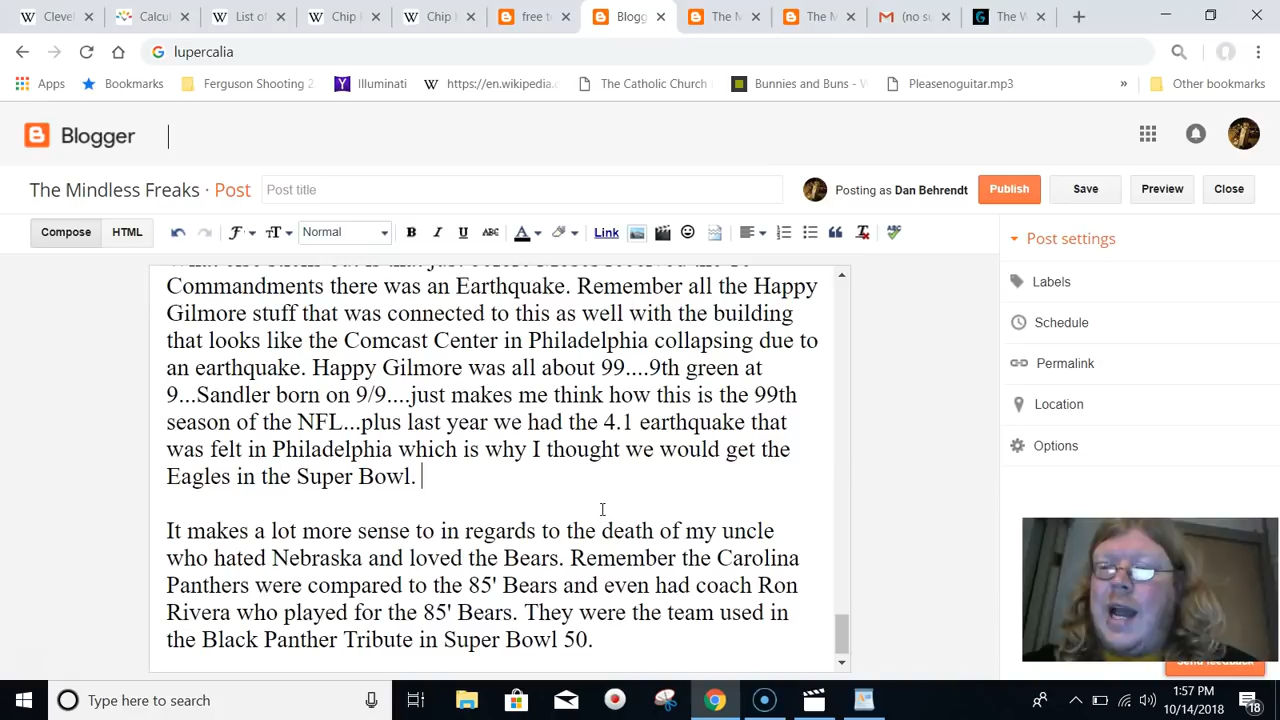 Clevel
Calcul
List of
Chip K
Chip K
free to
Blogg
The M
The M
(no su
The W
lupercalia
Apps
Bookmarks
Ferguson Shooting 2
Illuminati
https://en.wikipedia.o
The Catholic Church
Bunnies and Buns - W
Pleasenoguitar.mp3
»
Other bookmarks
Blogger
The Mindless Freaks · Post
Post title
Posting as Dan Behrendt
Publish
Save
Preview
Close
Compose
HTML
Normal
B
I
U
ABC
A
Link
Post settings
Labels
Schedule
Permalink
Location
Options
Commandments there was an Earthquake. Remember all the Happy
Gilmore stuff that was connected to this as well with the building
that looks like the Comcast Center in Philadelphia collapsing due to
an earthquake. Happy Gilmore was all about 99....9th green at
9...Sandler born on 9/9....just makes me think how this is the 99th
season of the NFL...plus last year we had the 4.1 earthquake that
was felt in Philadelphia which is why I thought we would get the
Eagles in the Super Bowl.
It makes a lot more sense to in regards to the death of my uncle
who hated Nebraska and loved the Bears. Remember the Carolina
Panthers were compared to the 85' Bears and even had coach Ron
Rivera who played for the 85' Bears. They were the team used in
the Black Panther Tribute in Super Bowl 50.
Send feedback
Type here to search
1:57 PM
10/14/2018
18